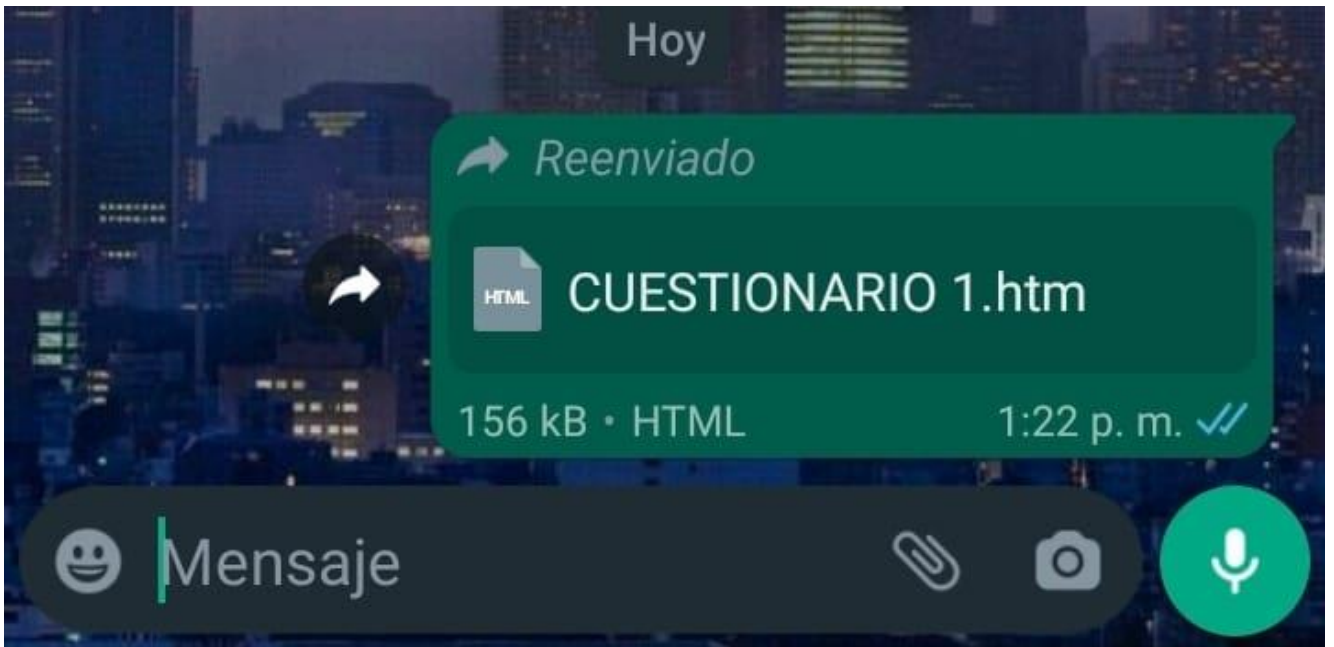 Hoy
Reenviado
HTML
CUESTIONARIO 1.htm
156 kB • HTML
1:22 p. m.
Mensaje